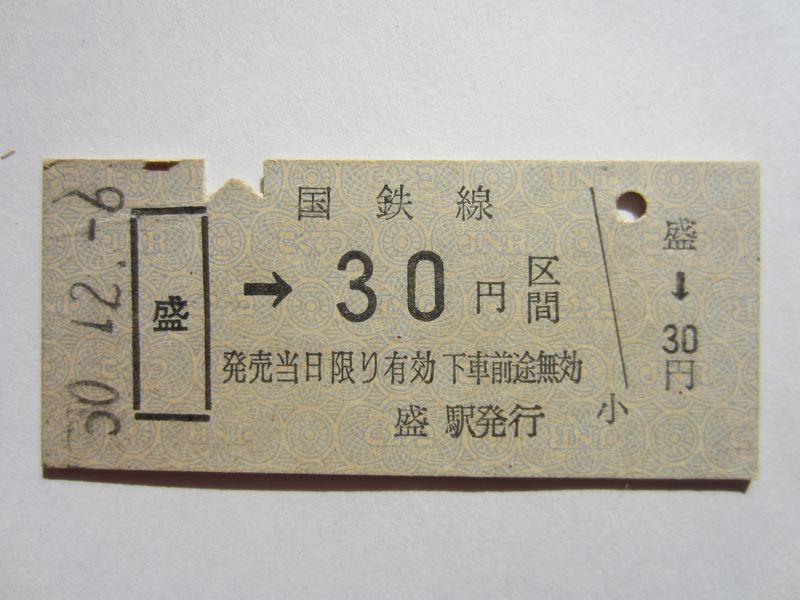 50.12.-6
盛
国鉄線
→30円区間
発売当日限り有効 下車前途無効
盛駅発行
小
盛
↓
30
円